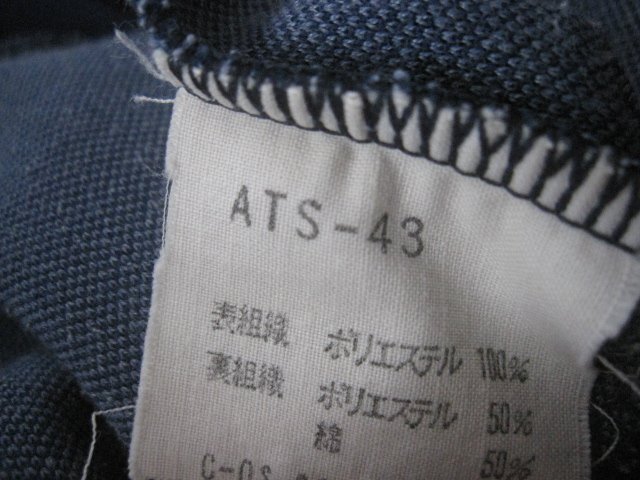 ATS-43
表組織 ポリエステル 100%
裏組織 ポリエステル 50%
綿 50%
C-OS